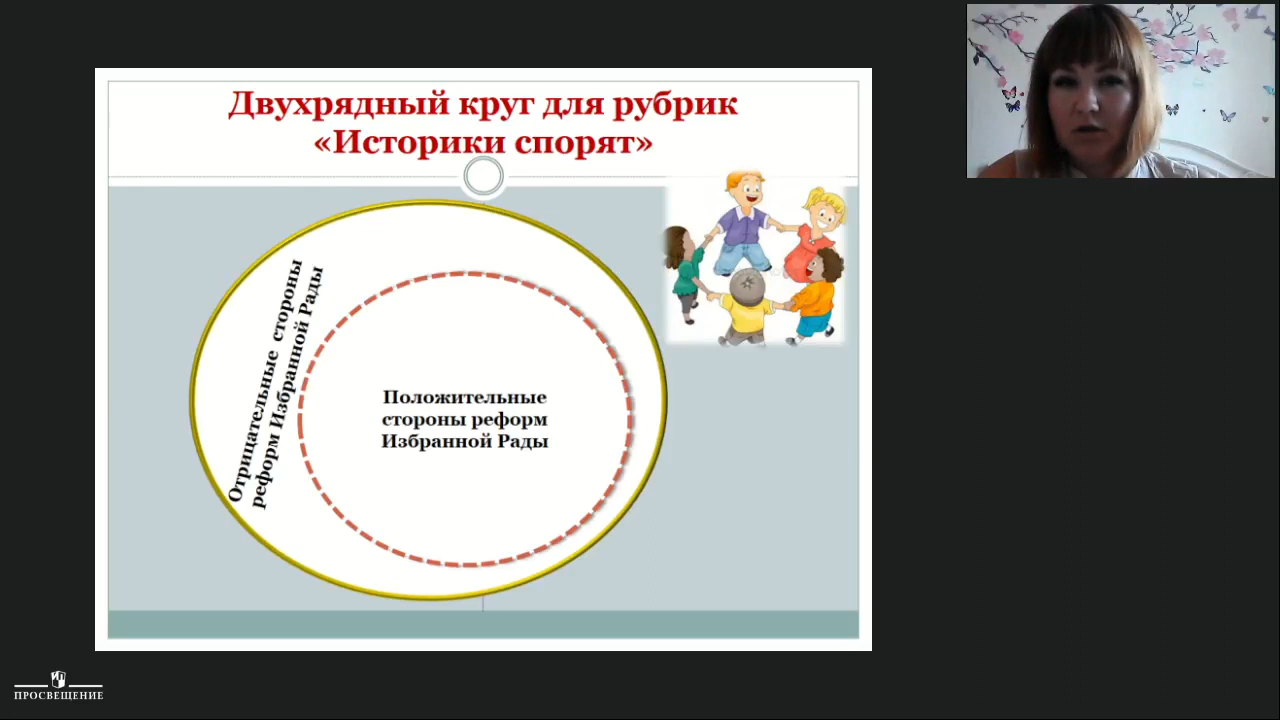 Двухрядный круг для рубрик
«Историки спорят»
Отрицательные стороны
реформ Избранной Рады
Положительные
стороны реформ
Избранной Рады
ПРОСВЕЩЕНИЕ